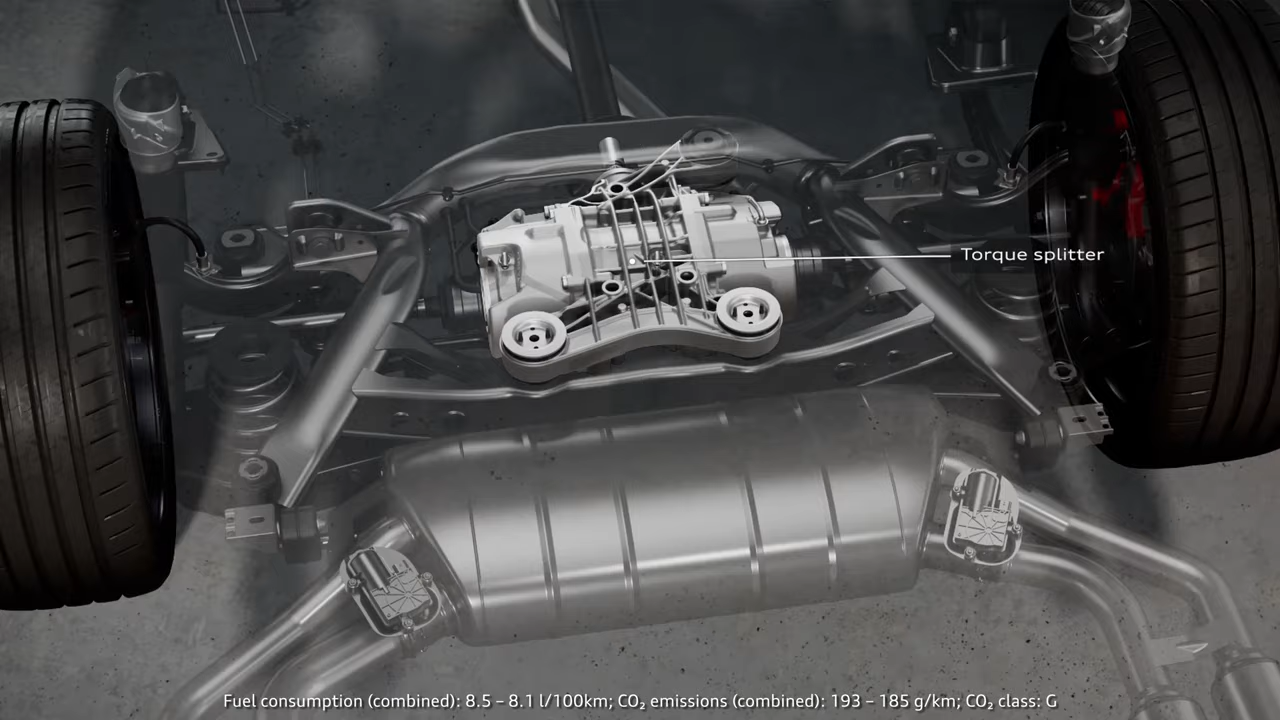 Torque splitter
Fuel consumption (combined): 8.5 – 8.1 l/100km; CO₂ emissions (combined): 193 – 185 g/km; CO₂ class: G